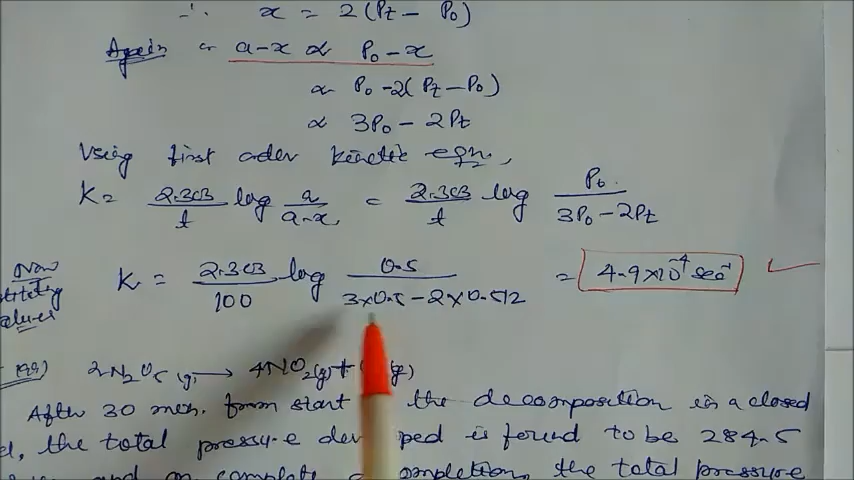 ∴ x = 2(Pt – P0)
Again a–x ∝ P0–x
∝ P0–2(Pt–P0)
∝ 3P0 – 2Pt
Using first order kinetic eqn,
K = 2.303/t log a/a–x = 2.303/t log P0/3P0–2Pt
Now
values
K = 2.303/100 log 0.5/3×0.5–2×0.512 = 4.9×10⁻⁴ sec⁻¹
2N2O5(g) → 4NO2(g) + (g)
After 30 min. from start the decomposition in a closed
the total pressure is found to be 284.5
and on complete the total pressure